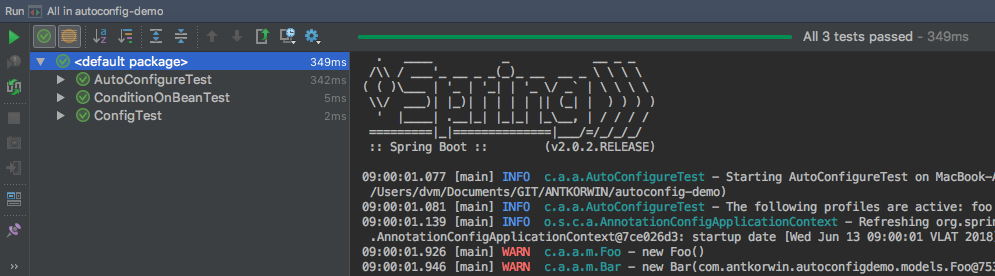 Run All in autoconfig-demo
All 3 tests passed - 349ms
<default package> 349ms
AutoConfigureTest 342ms
ConditionOnBeanTest 5ms
ConfigTest 2ms
  .   ____          _            __ _ _
 /\\ / ___'_ __ _ _(_)_ __  __ _ \ \ \ \
( ( )\___ | '_ | '_| | '_ \/ _` | \ \ \ \
 \\/  ___)| |_)| | | | | || (_| |  ) ) ) )
  '  |____| .__|_| |_|_| |_\__, | / / / /
 =========|_|==============|___/=/_/_/_/
 :: Spring Boot ::        (v2.0.2.RELEASE)
09:00:01.077 [main] INFO  c.a.a.AutoConfigureTest - Starting AutoConfigureTest on MacBook-A
/Users/dvm/Documents/GIT/ANTKORWIN/autoconfig-demo)
09:00:01.081 [main] INFO  c.a.a.AutoConfigureTest - The following profiles are active: foo
09:00:01.139 [main] INFO  o.s.c.a.AnnotationConfigApplicationContext - Refreshing org.sprin
.AnnotationConfigApplicationContext@7ce026d3: startup date [Wed Jun 13 09:00:01 VLAT 2018
09:00:01.926 [main] WARN  c.a.a.m.Foo - new Foo()
09:00:01.946 [main] WARN  c.a.a.m.Bar - new Bar(com.antkorwin.autoconfigdemo.models.Foo@753